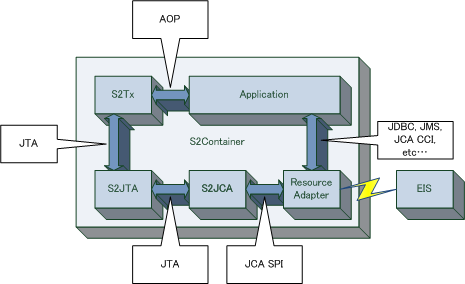 AOP
S2Tx
Application
JTA
S2Container
JDBC, JMS,
JCA CCI,
etc…
S2JTA
S2JCA
Resource
Adapter
EIS
JTA
JCA SPI